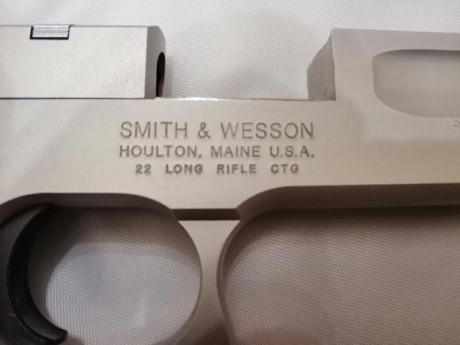 SMITH & WESSON
HOULTON, MAINE U.S.A.
22 LONG RIFLE CTG